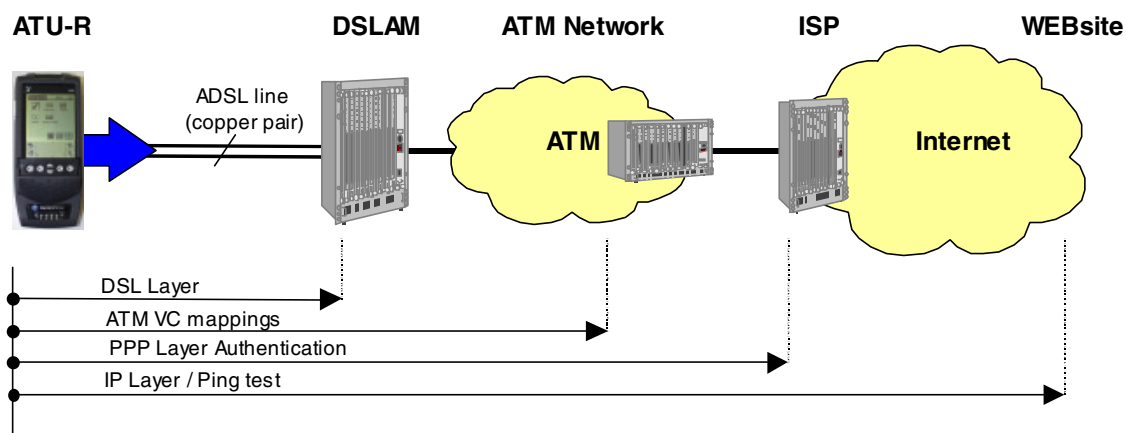 ATU-R
DSLAM
ATM Network
ISP
WEBsite
ADSL line
(copper pair)
ATM
Internet
DSL Layer
ATM VC mappings
PPP Layer Authentication
IP Layer / Ping test